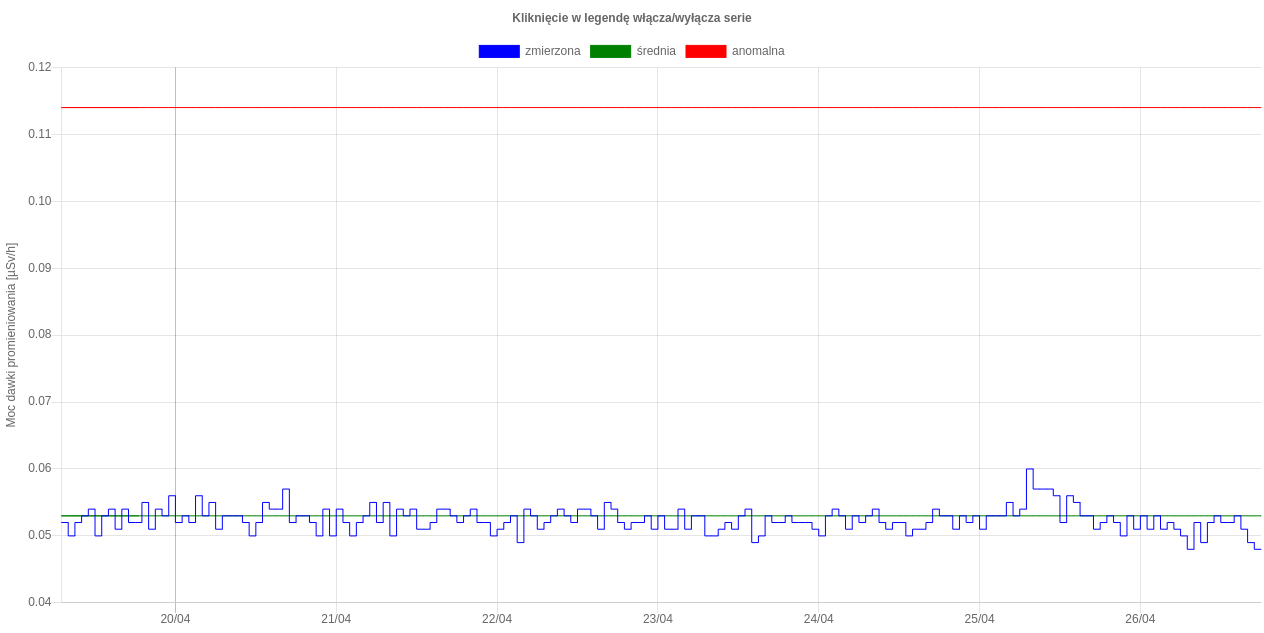 Kliknięcie w legendę włącza/wyłącza serie
zmierzona średnia anomalna
Moc dawki promieniowania [µSv/h]
0.12
0.11
0.10
0.09
0.08
0.07
0.06
0.05
0.04
20/04 21/04 22/04 23/04 24/04 25/04 26/04